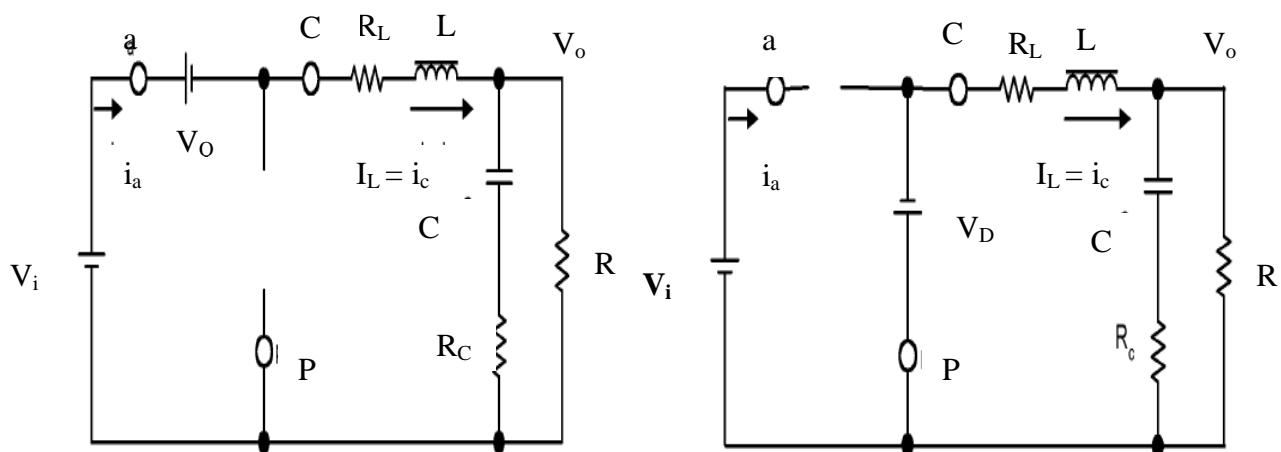 a
C
R_L
L
V_o
V_O
i_a
I_L = i_c
C
V_i
R
R_C
P
a
C
R_L
L
V_o
i_a
I_L = i_c
V_D
C
V_i
R
R_c
P